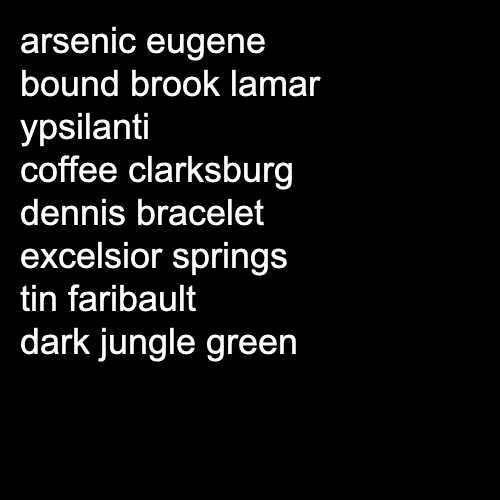 arsenic eugene
bound brook lamar
ypsilanti
coffee clarksburg
dennis bracelet
excelsior springs
tin faribault
dark jungle green